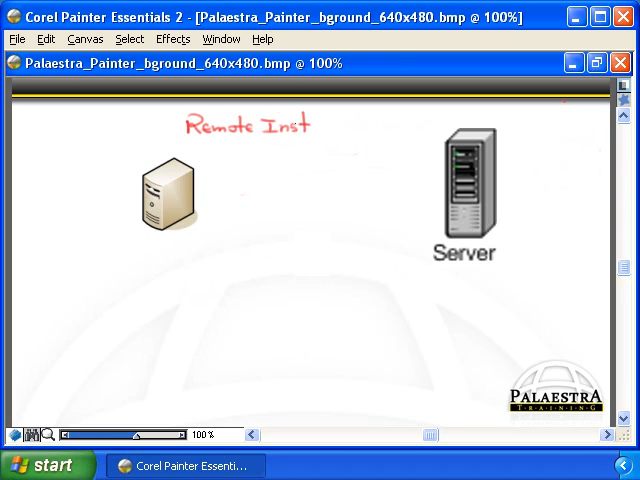 Corel Painter Essentials 2 - [Palaestra_Painter_bground_640x480.bmp @ 100%]
File Edit Canvas Select Effects Window Help
Palaestra_Painter_bground_640x480.bmp @ 100%
Remote Inst
Server
PALAESTRA
TRAINING
100%
start
Corel Painter Essenti...